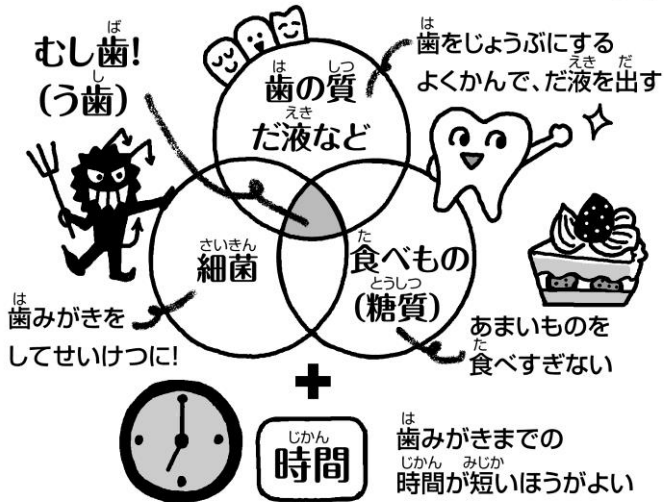 むし歯!
(う歯)
歯の質
だ液など
歯をじょうぶにする
よくかんで、だ液を出す
細菌
食べもの
(糖質)
歯みがきを
してせいけつに!
あまいものを
食べすぎない
+
時間
歯みがきまでの
時間が短いほうがよい